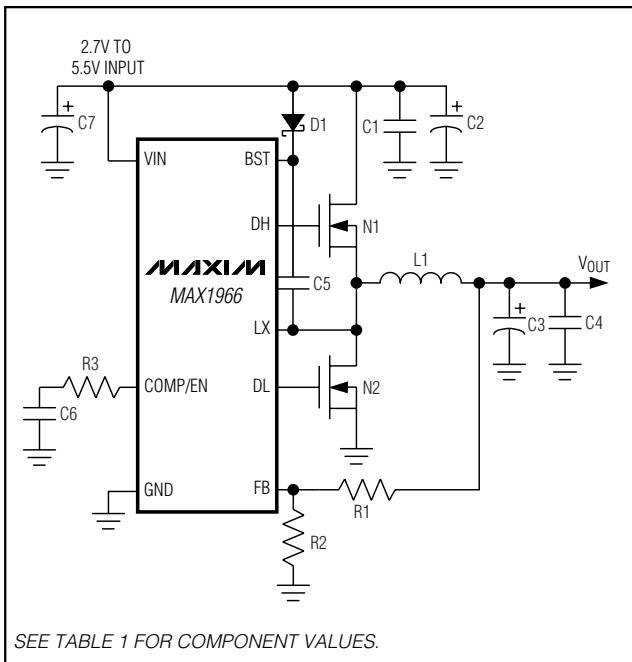 2.7V TO
5.5V INPUT
+
C7
D1
C1
+
C2
VIN
BST
DH
N1
MAXIM
MAX1966
C5
L1
VOUT
LX
+
C3
C4
R3
COMP/EN
DL
N2
C6
GND
FB
R1
R2
SEE TABLE 1 FOR COMPONENT VALUES.